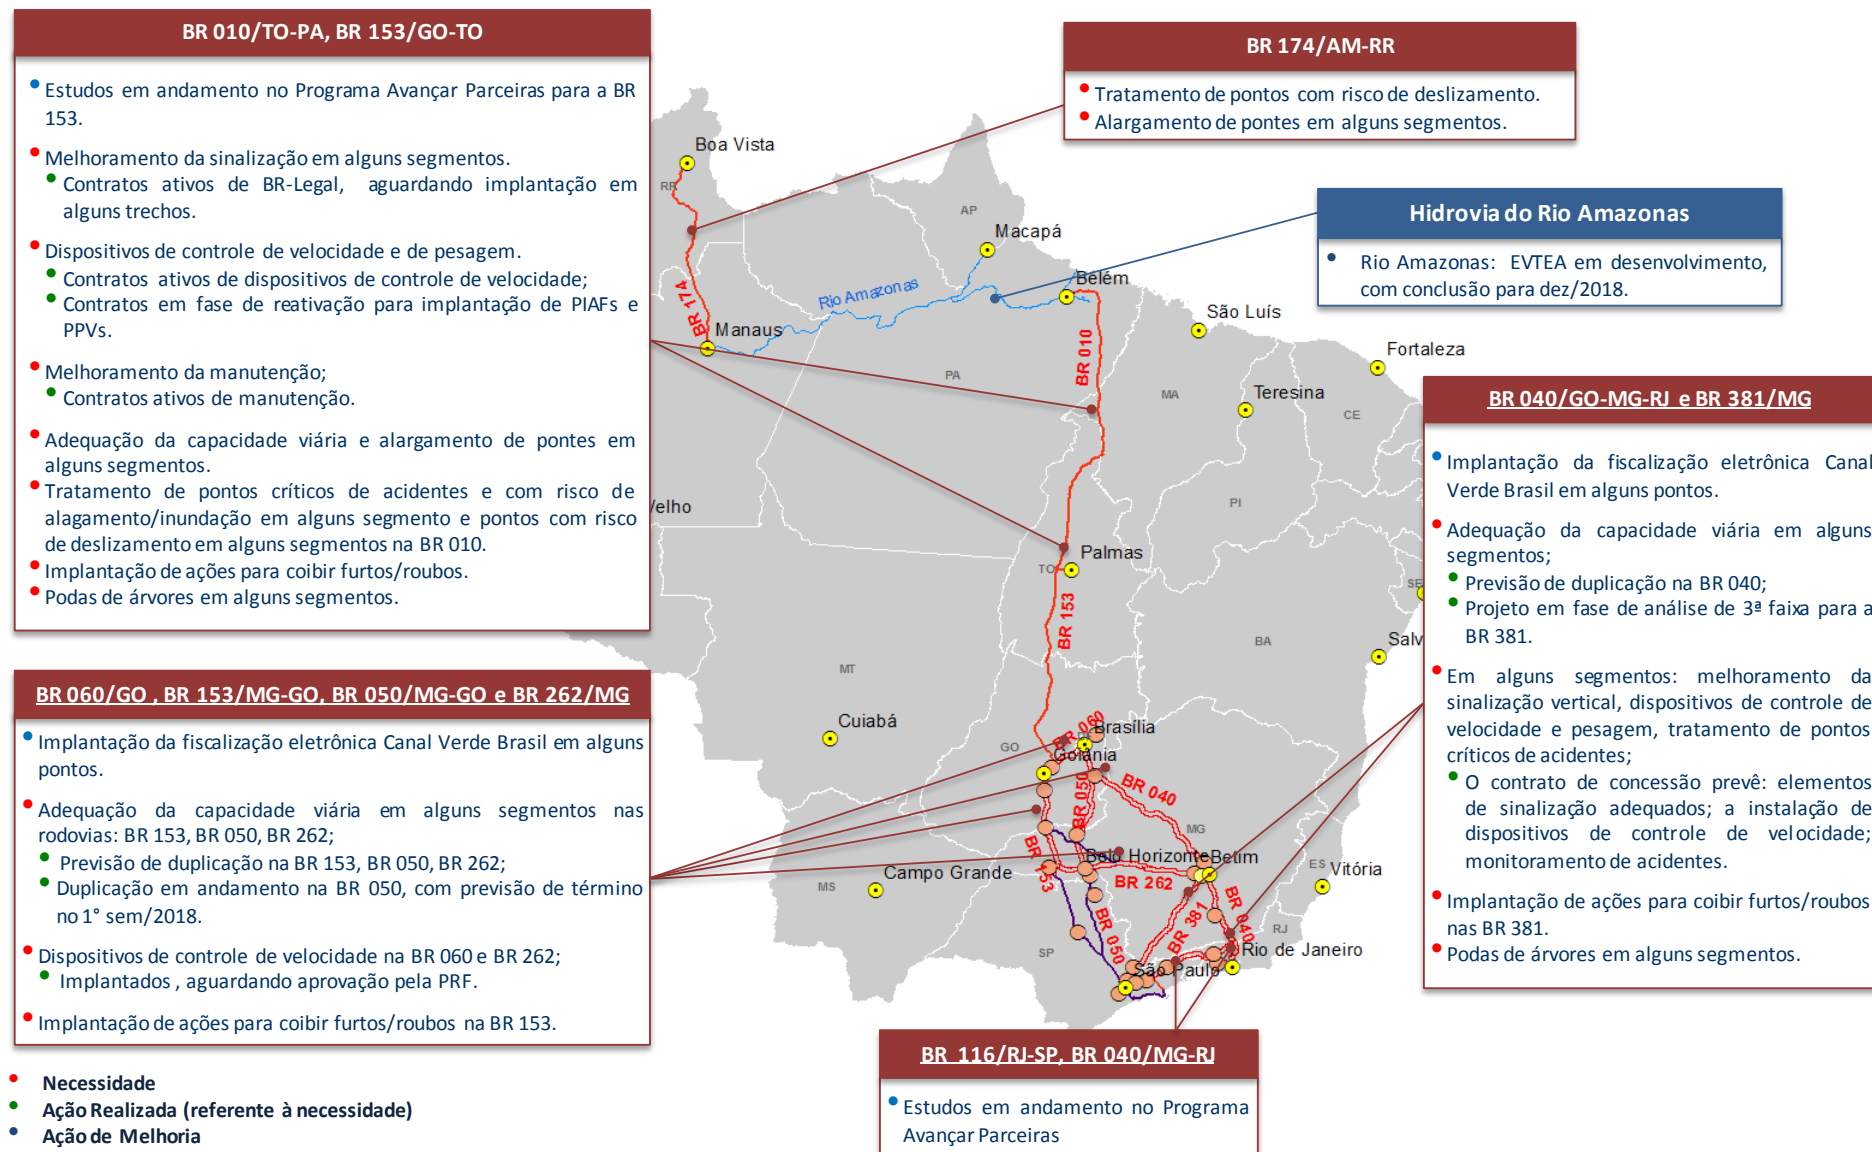 BR 010/TO-PA, BR 153/GO-TO
Estudos em andamento no Programa Avançar Parceiras para a BR
153.
Melhoramento da sinalização em alguns segmentos.
Contratos ativos de BR-Legal, aguardando implantação em
alguns trechos.
Dispositivos de controle de velocidade e de pesagem.
Contratos ativos de dispositivos de controle de velocidade;
Contratos em fase de reativação para implantação de PIAFs e
PPVs.
Melhoramento da manutenção;
Contratos ativos de manutenção.
Adequação da capacidade viária e alargamento de pontes em
alguns segmentos.
Tratamento de pontos críticos de acidentes e com risco de
alagamento/inundação em alguns segmento e pontos com risco
de deslizamento em alguns segmentos na BR 010.
Implantação de ações para coibir furtos/roubos.
Podas de árvores em alguns segmentos.
BR 174/AM-RR
Tratamento de pontos com risco de deslizamento.
Alargamento de pontes em alguns segmentos.
Hidrovia do Rio Amazonas
Rio Amazonas: EVTEA em desenvolvimento,
com conclusão para dez/2018.
BR 040/GO-MG-RJ e BR 381/MG
Implantação da fiscalização eletrônica Canal
Verde Brasil em alguns pontos.
Adequação da capacidade viária em alguns
segmentos;
Previsão de duplicação na BR 040;
Projeto em fase de análise de 3ª faixa para a
BR 381.
Em alguns segmentos: melhoramento da
sinalização vertical, dispositivos de controle de
velocidade e pesagem, tratamento de pontos
críticos de acidentes;
O contrato de concessão prevê: elementos
de sinalização adequados; a instalação de
dispositivos de controle de velocidade;
monitoramento de acidentes.
Implantação de ações para coibir furtos/roubos
nas BR 381.
Podas de árvores em alguns segmentos.
BR 060/GO , BR 153/MG-GO, BR 050/MG-GO e BR 262/MG
Implantação da fiscalização eletrônica Canal Verde Brasil em alguns
pontos.
Adequação da capacidade viária em alguns segmentos nas
rodovias: BR 153, BR 050, BR 262;
Previsão de duplicação na BR 153, BR 050, BR 262;
Duplicação em andamento na BR 050, com previsão de término
no 1° sem/2018.
Dispositivos de controle de velocidade na BR 060 e BR 262;
Implantados , aguardando aprovação pela PRF.
Implantação de ações para coibir furtos/roubos na BR 153.
BR 116/RJ-SP, BR 040/MG-RJ
Estudos em andamento no Programa
Avançar Parceiras
Necessidade
Ação Realizada (referente à necessidade)
Ação de Melhoria
Boa Vista
RR
AP
Macapá
Rio Amazonas
Belém
BR 174
Manaus
São Luís
Fortaleza
BR 010
PA
MA
Teresina
CE
Velho
PI
Palmas
TO
SE
BR 153
BA
Salv
MT
Cuiabá
BR 060
Brasília
GO
Goiânia
BR 050
BR 040
MG
BR 153
Belo Horizonte
Betim
ES
Vitória
MS
Campo Grande
BR 262
BR 381
BR 040
BR 050
RJ
SP
Rio de Janeiro
São Paulo